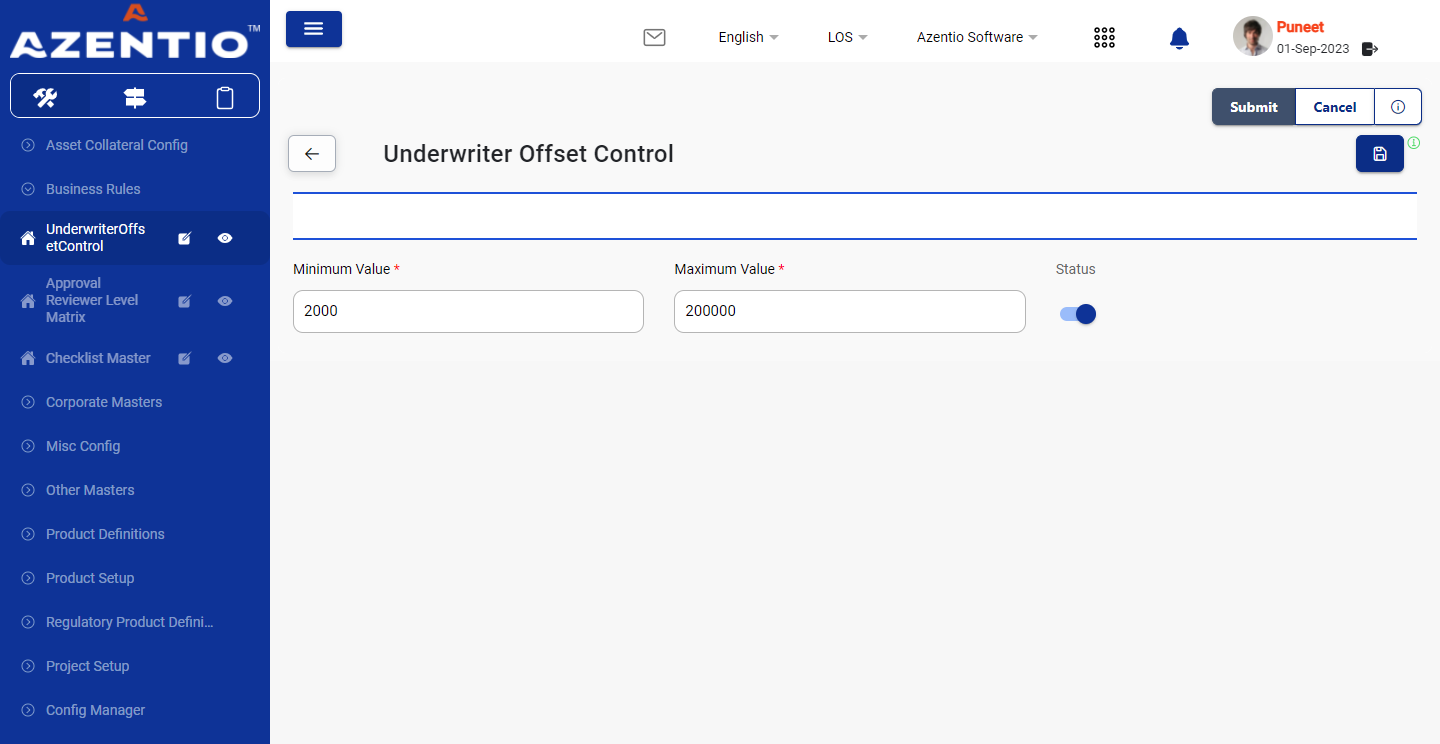 AZENTIO™
English
LOS
Azentio Software
Puneet
01-Sep-2023
Submit
Cancel
Underwriter Offset Control
Asset Collateral Config
Business Rules
UnderwriterOffs
etControl
Approval
Reviewer Level
Matrix
Checklist Master
Corporate Masters
Misc Config
Other Masters
Product Definitions
Product Setup
Regulatory Product Defini...
Project Setup
Config Manager
Minimum Value *
Maximum Value *
Status
2000
200000